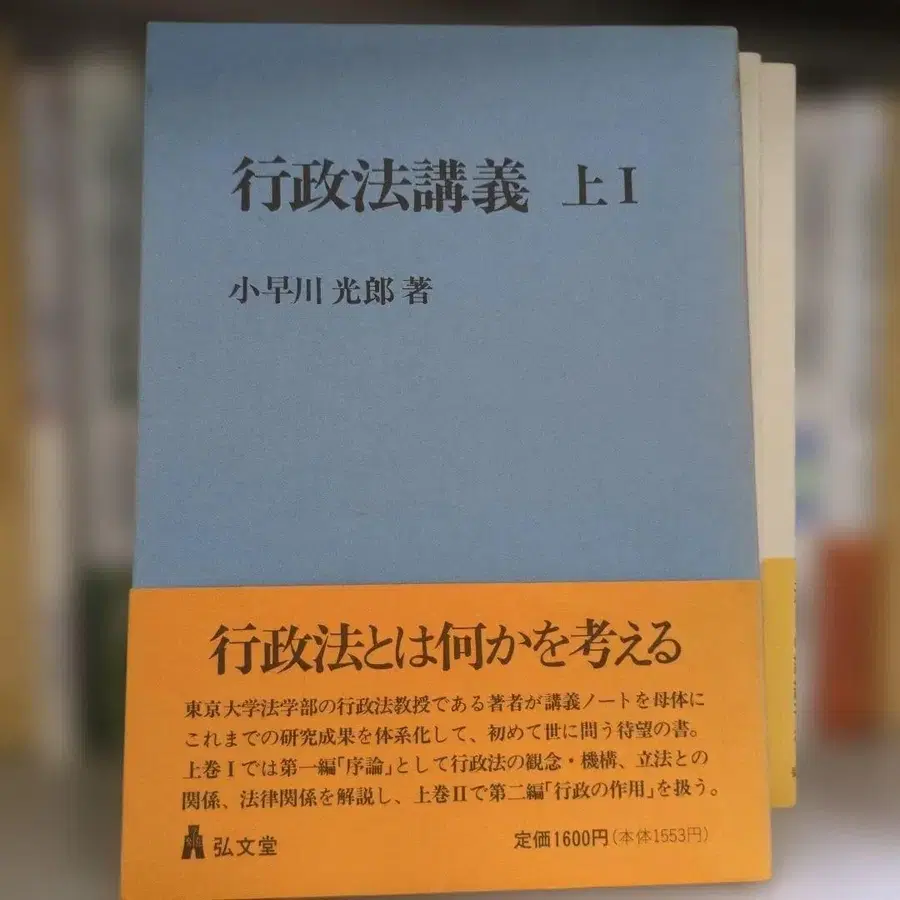 行政法講義 上Ⅰ
小早川光郎著
行政法とは何かを考える
東京大学法学部の行政法教授である著者が講義ノートを母体に
これまでの研究成果を体系化して、初めて世に問う待望の書。
上巻Ⅰでは第一編「序論」として行政法の観念・機構、立法との
関係、法律関係を解説し、上巻Ⅱで第二編「行政の作用」を扱う。
弘文堂
定価1600円(本体1553円)